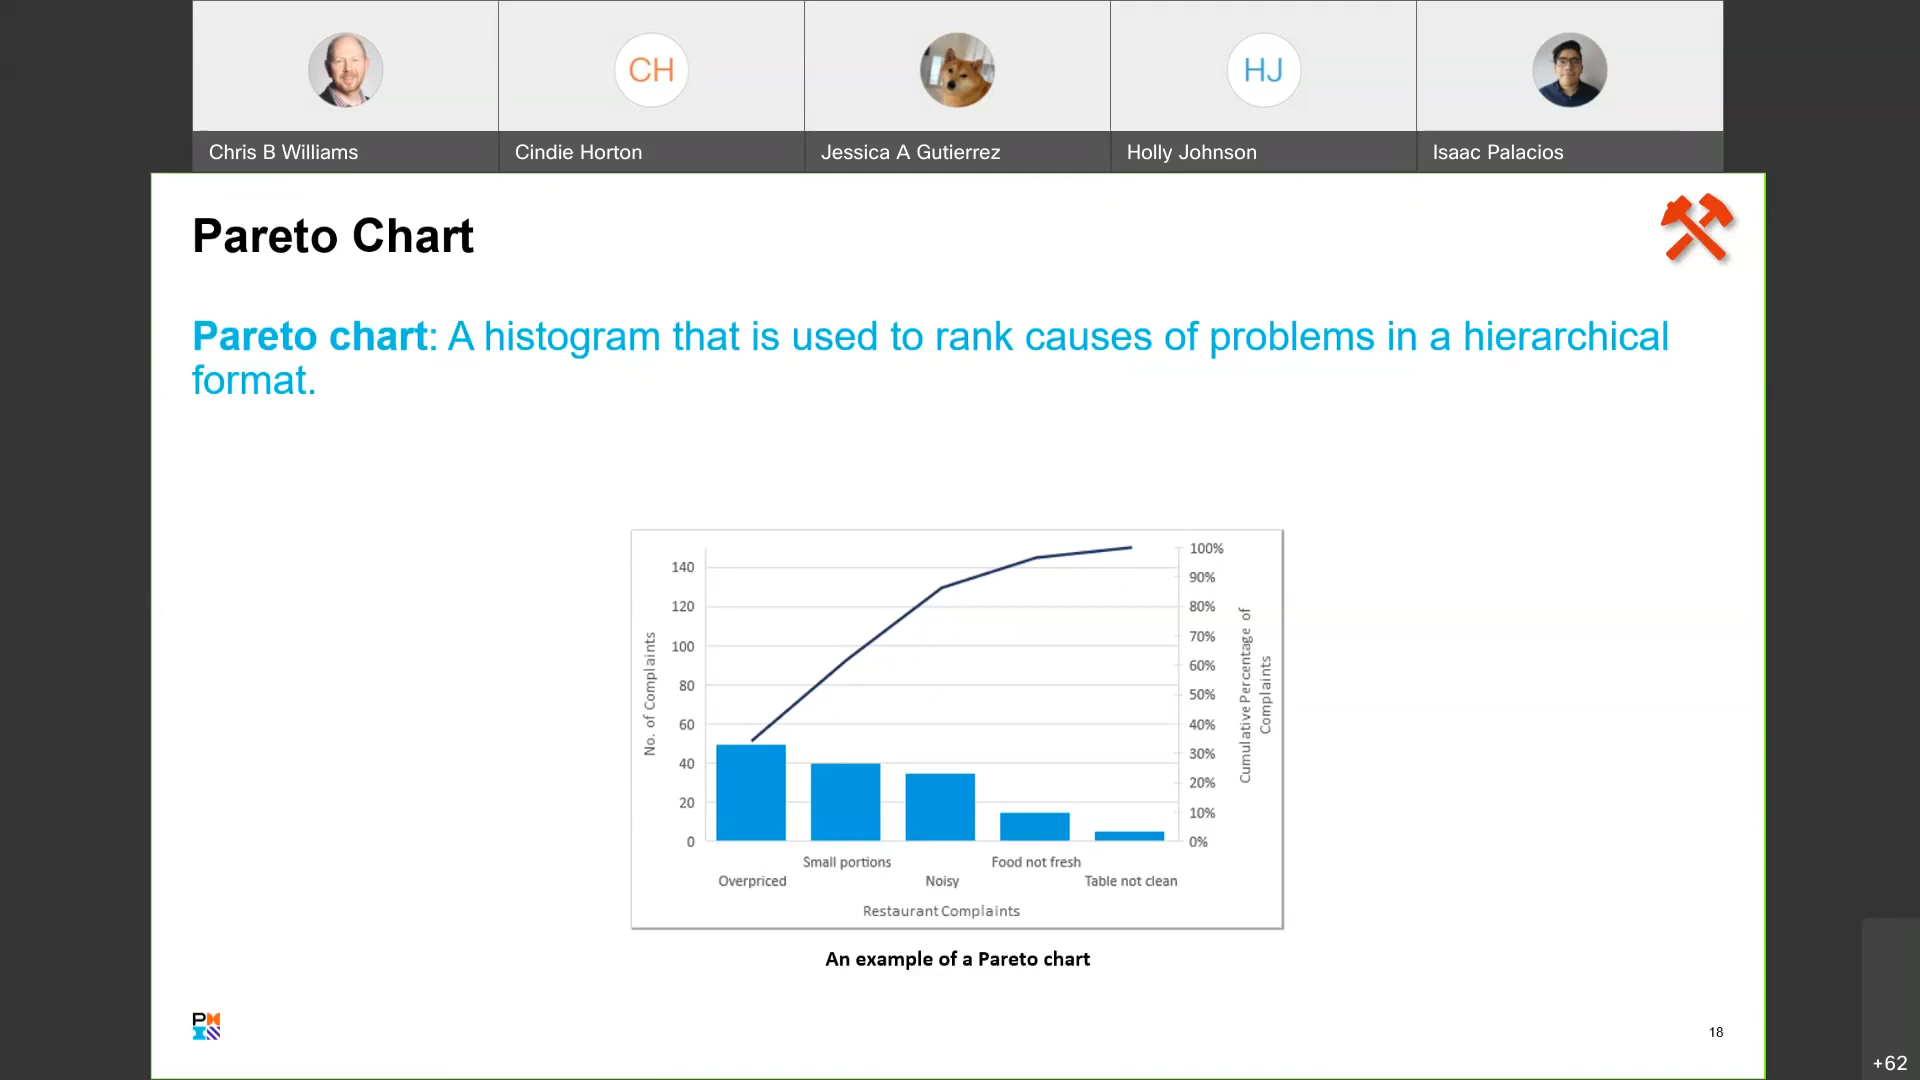 CH
HJ
Chris B Williams
Cindie Horton
Jessica A Gutierrez
Holly Johnson
Isaac Palacios
Pareto Chart
Pareto chart: A histogram that is used to rank causes of problems in a hierarchical
format.
No. of Complaints
140
120
100
80
60
40
20
0
100%
90%
80%
70%
60%
50%
40%
30%
20%
10%
0%
Cumulative Percentage of
Complaints
Small portions
Food not fresh
Overpriced
Noisy
Table not clean
Restaurant Complaints
An example of a Pareto chart
18
+62